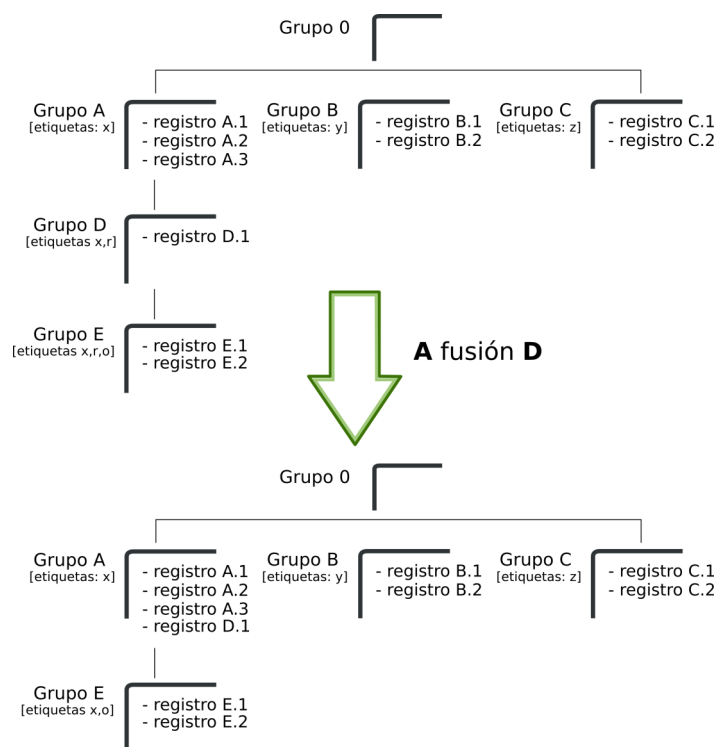 Grupo 0
Grupo A
[etiquetas: x]
- registro A.1
- registro A.2
- registro A.3
Grupo B
[etiquetas: y]
- registro B.1
- registro B.2
Grupo C
[etiquetas: z]
- registro C.1
- registro C.2
Grupo D
[etiquetas x,r]
- registro D.1
Grupo E
[etiquetas x,r,o]
- registro E.1
- registro E.2
A fusión D
Grupo 0
Grupo A
[etiquetas: x]
- registro A.1
- registro A.2
- registro A.3
- registro D.1
Grupo B
[etiquetas: y]
- registro B.1
- registro B.2
Grupo C
[etiquetas: z]
- registro C.1
- registro C.2
Grupo E
[etiquetas x,o]
- registro E.1
- registro E.2